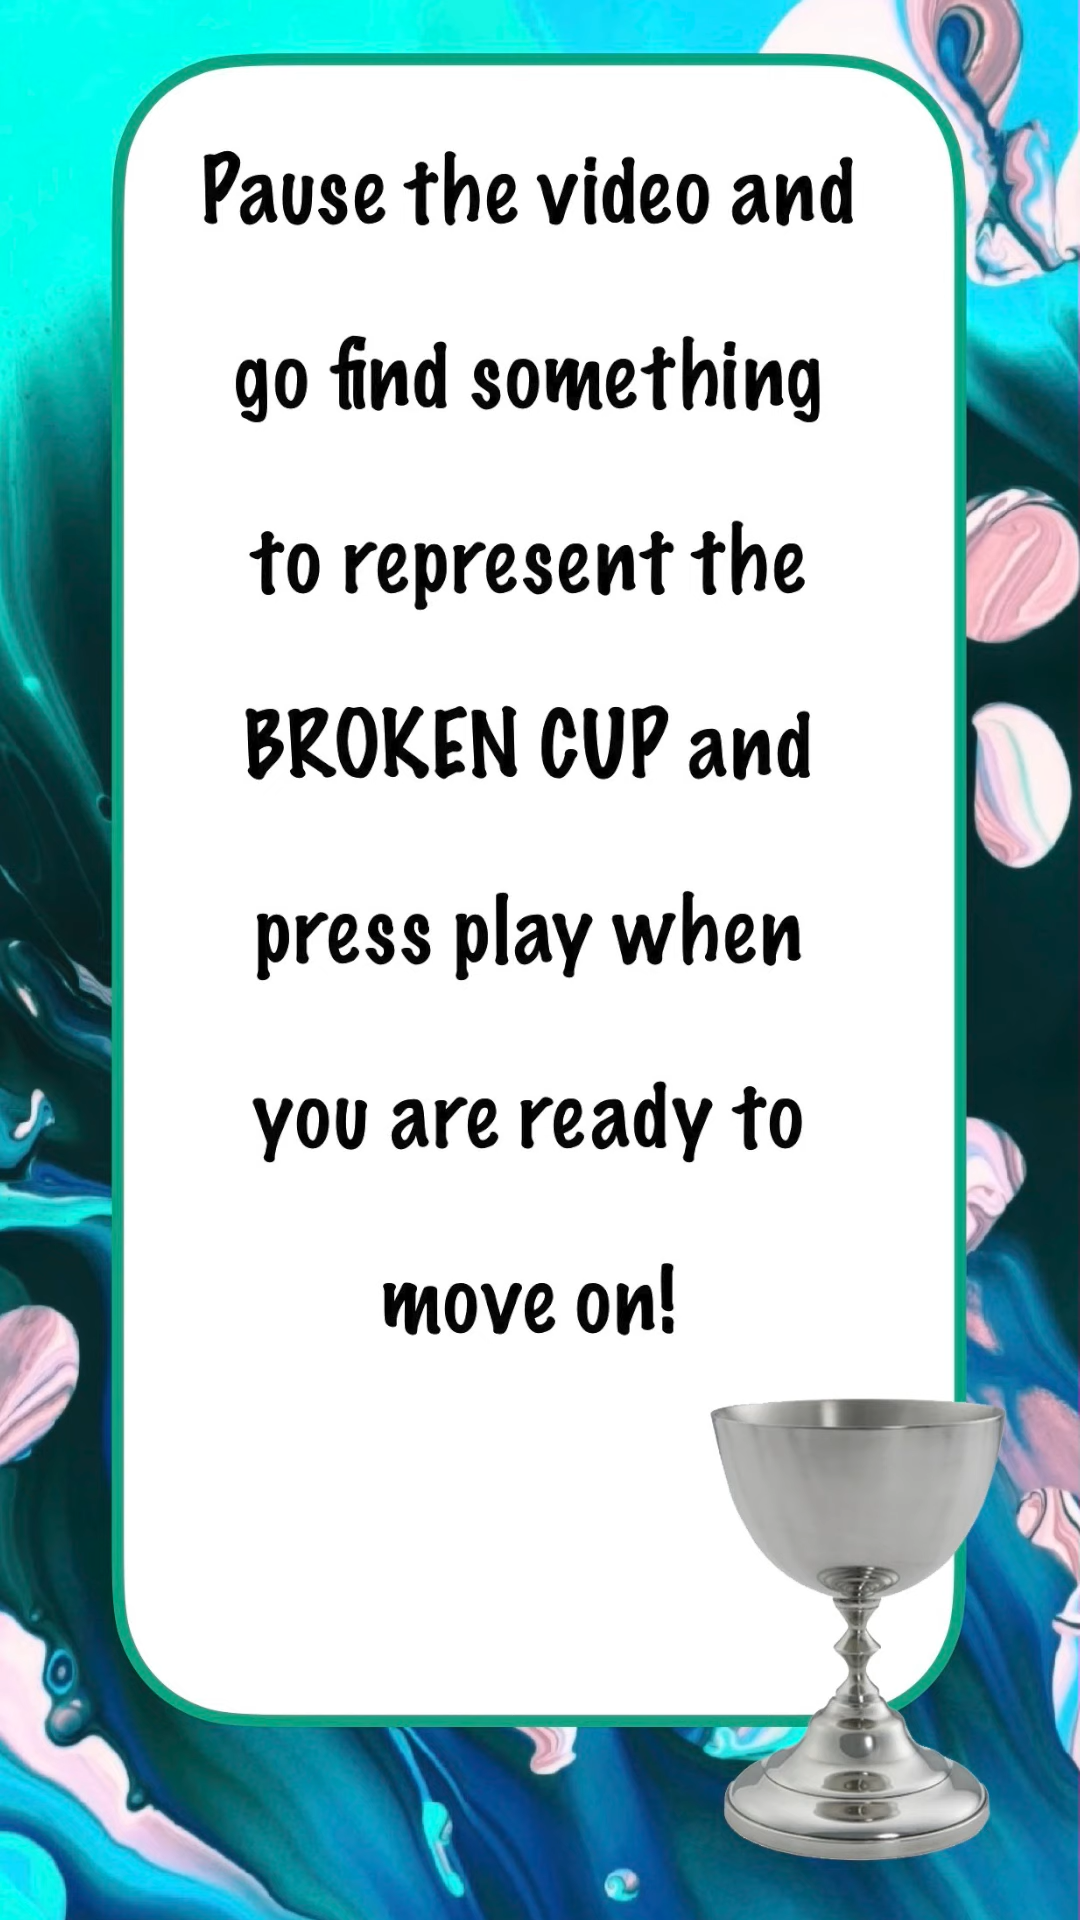 Pause the video and
go find something
to represent the
BROKEN CUP and
press play when
you are ready to
move on!